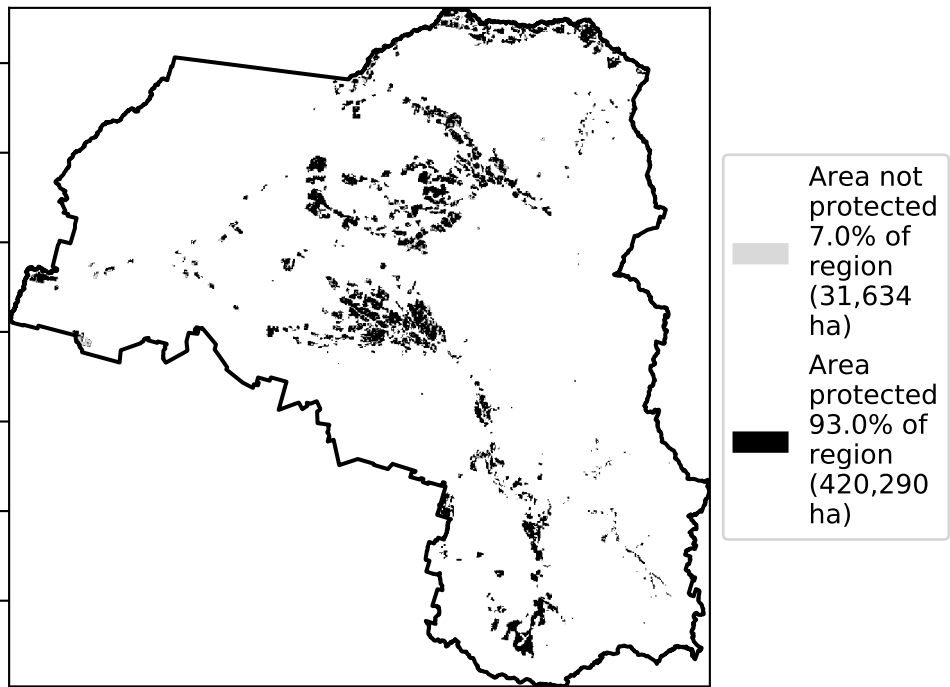 Area not
protected
7.0% of
region
(31,634
ha)
Area
protected
93.0% of
region
(420,290
ha)